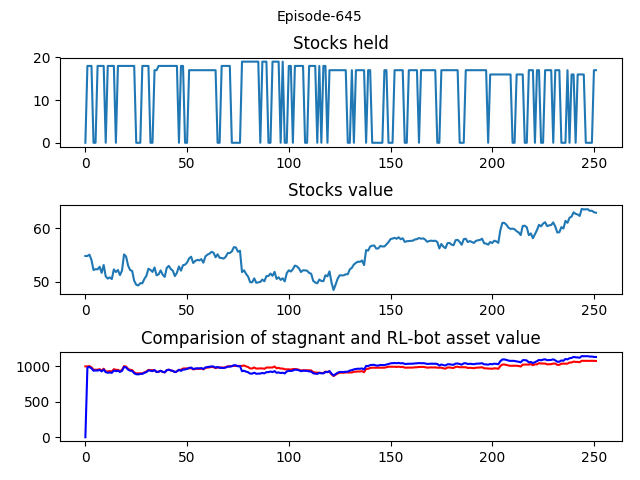 Episode-645
Stocks held
20
10
0
0 50 100 150 200 250
Stocks value
60
50
0 50 100 150 200 250
Comparision of stagnant and RL-bot asset value
1000
500
0
0 50 100 150 200 250